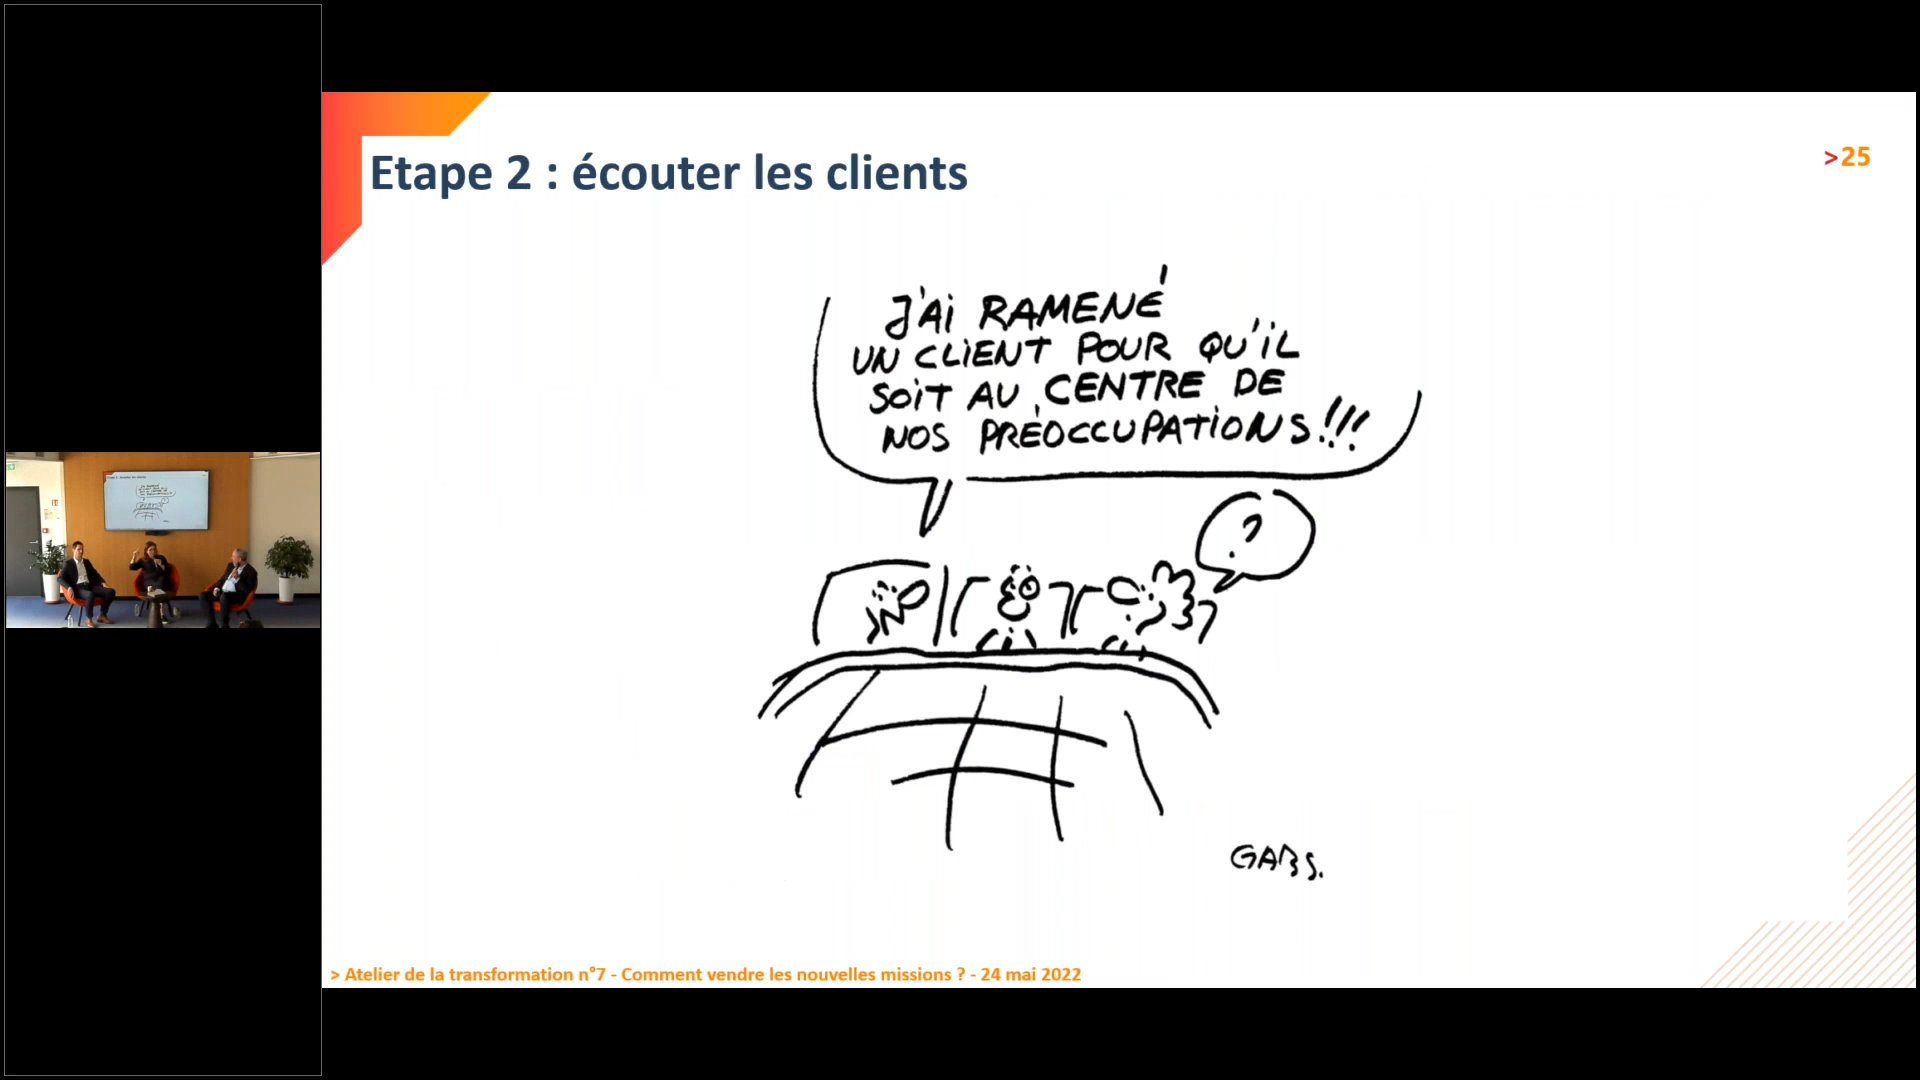 Etape 2 : écouter les clients
>25
J'AI RAMENÉ
UN CLIENT POUR QU'IL
SOIT AU CENTRE DE
NOS PRÉOCCUPATIONS!!!
?
GABS.
> Atelier de la transformation n°7 - Comment vendre les nouvelles missions ? - 24 mai 2022